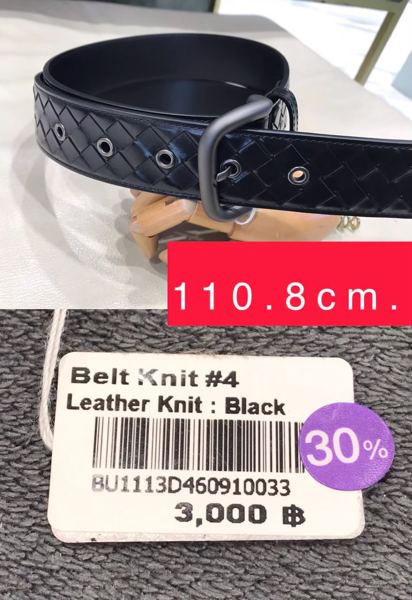 110.8cm.
Belt Knit #4
Leather Knit : Black
30%
BU1113D460910033
3,000 ฿